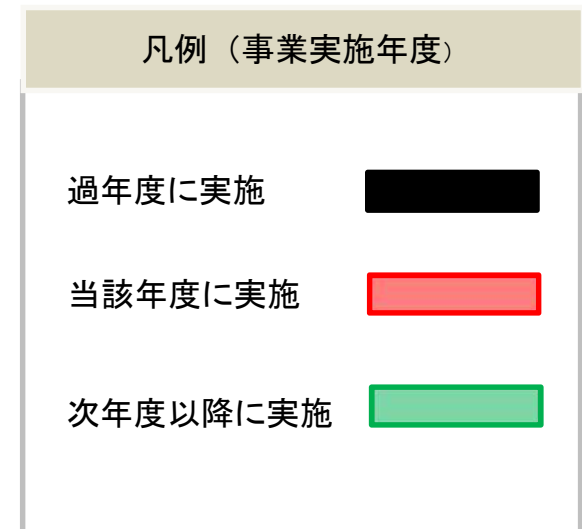 凡例（事業実施年度）
過年度に実施
当該年度に実施
次年度以降に実施